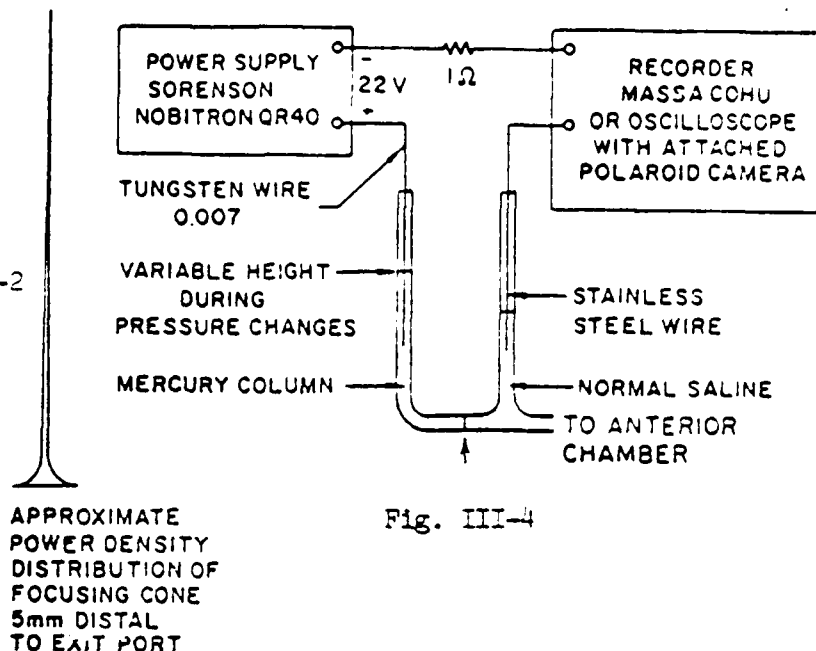 POWER SUPPLY
SORENSON
NOBITRON QR40
-
22 V
+
1Ω
RECORDER
MASSA COHU
OR OSCILLOSCOPE
WITH ATTACHED
POLAROID CAMERA
TUNGSTEN WIRE
0.007
VARIABLE HEIGHT
DURING
PRESSURE CHANGES
MERCURY COLUMN
STAINLESS
STEEL WIRE
NORMAL SALINE
TO ANTERIOR
CHAMBER
-2
Fig. III-4
APPROXIMATE
POWER DENSITY
DISTRIBUTION OF
FOCUSING CONE
5mm DISTAL
TO EXIT PORT